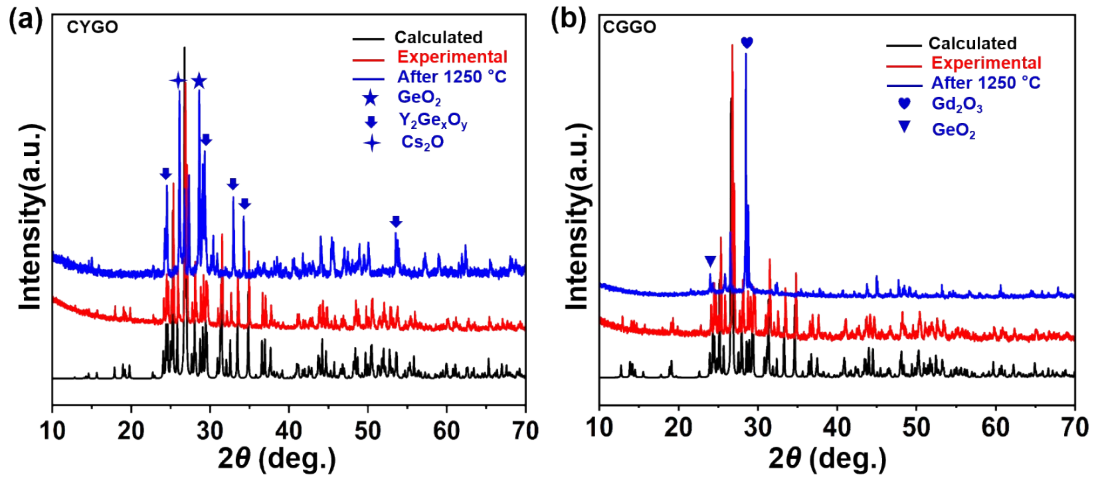 (a)
CYGO
Calculated
Experimental
After 1250 °C
GeO₂
Y₂GeₓOᵧ
Cs₂O
Intensity(a.u.)
10 20 30 40 50 60 70
2θ (deg.)
(b)
CGGO
Calculated
Experimental
After 1250 °C
Gd₂O₃
GeO₂
Intensity(a.u.)
10 20 30 40 50 60 70
2θ (deg.)